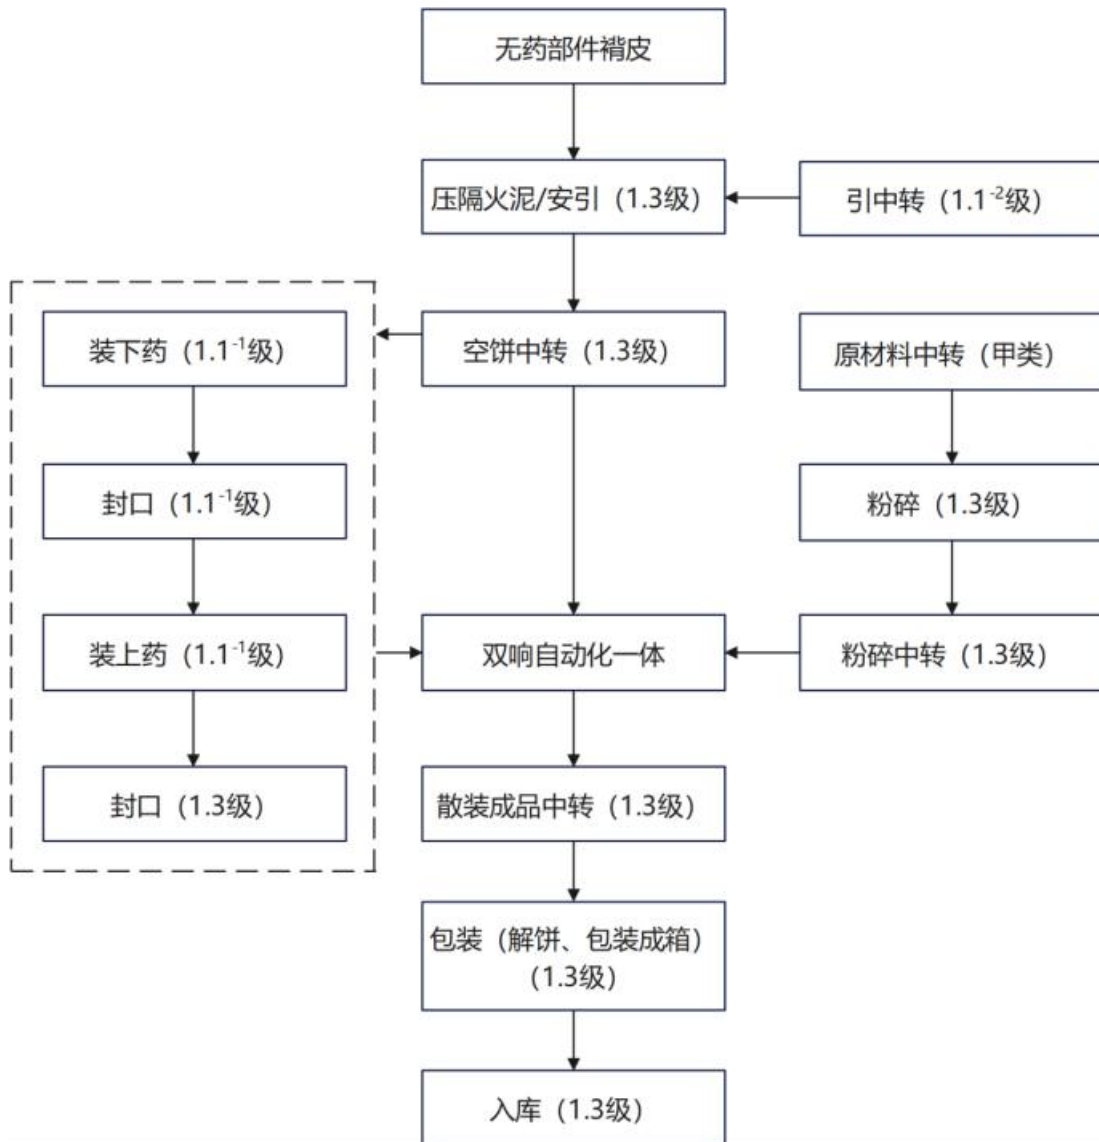 无药部件褙皮
压隔火泥/安引（1.3级）
引中转（1.1⁻²级）
装下药（1.1⁻¹级）
空饼中转（1.3级）
原材料中转（甲类）
封口（1.1⁻¹级）
粉碎（1.3级）
装上药（1.1⁻¹级）
双响自动化一体
粉碎中转（1.3级）
封口（1.3级）
散装成品中转（1.3级）
包装（解饼、包装成箱）
（1.3级）
入库（1.3级）